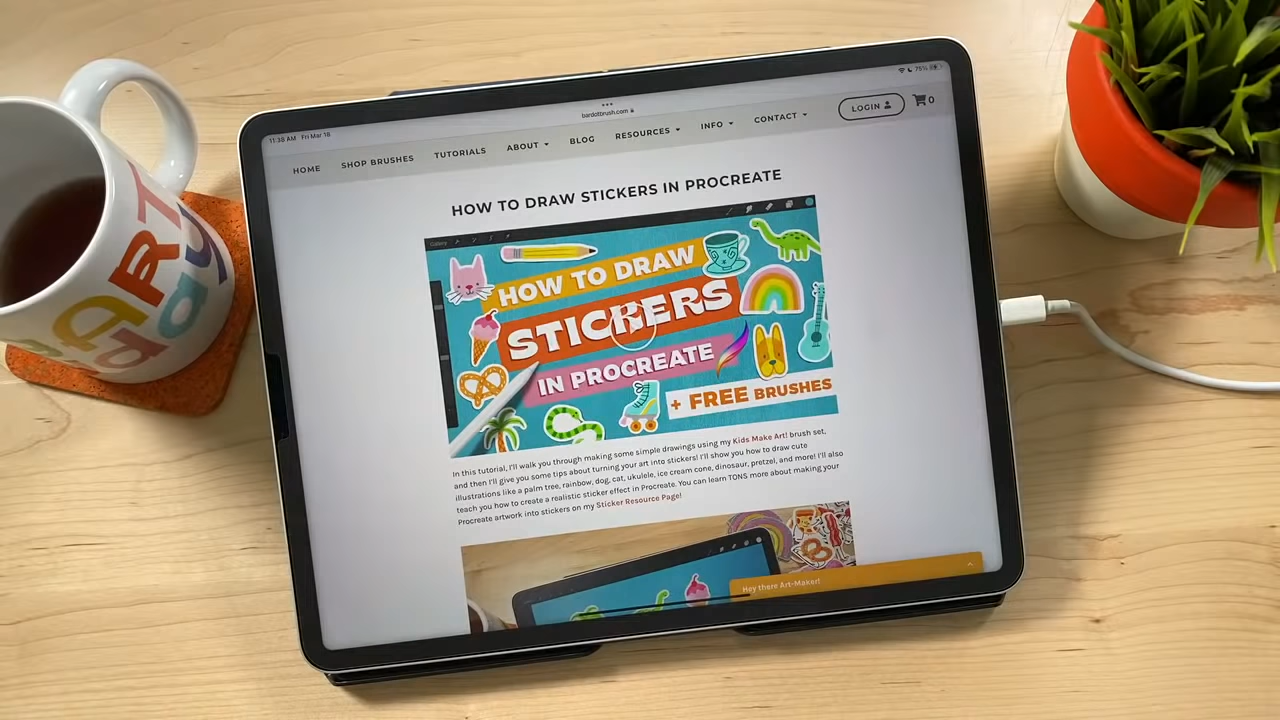 11:38 AM Fri Mar 18
bardotbrush.com
75%
HOME SHOP BRUSHES TUTORIALS ABOUT BLOG RESOURCES INFO CONTACT LOGIN 0
HOW TO DRAW STICKERS IN PROCREATE
Gallery
HOW TO DRAW
STICKERS
IN PROCREATE
+ FREE BRUSHES
In this tutorial, I'll walk you through making some simple drawings using my Kids Make Art! brush set,
and then I'll give you some tips about turning your art into stickers! I'll show you how to draw cute
illustrations like a palm tree, rainbow, dog, cat, ukulele, ice cream cone, dinosaur, pretzel, and more! I'll also
teach you how to create a realistic sticker effect in Procreate. You can learn TONS more about making your
Procreate artwork into stickers on my Sticker Resource Page!
Hey there Art-Maker!
ART